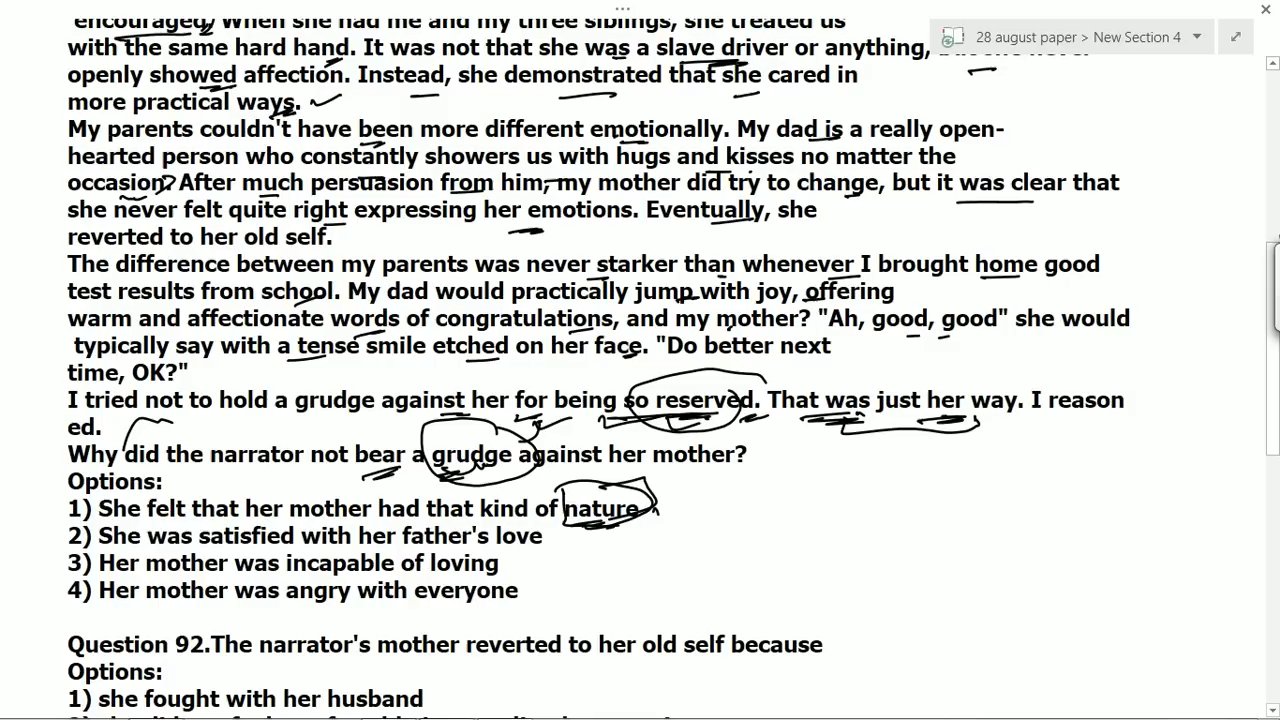 28 august paper > New Section 4
encouraged. When she had me and my three siblings, she treated us
with the same hard hand. It was not that she was a slave driver or anything,
openly showed affection. Instead, she demonstrated that she cared in
more practical ways.
My parents couldn't have been more different emotionally. My dad is a really open-
hearted person who constantly showers us with hugs and kisses no matter the
occasion. After much persuasion from him, my mother did try to change, but it was clear that
she never felt quite right expressing her emotions. Eventually, she
reverted to her old self.
The difference between my parents was never starker than whenever I brought home good
test results from school. My dad would practically jump with joy, offering
warm and affectionate words of congratulations, and my mother? "Ah, good, good" she would
typically say with a tense smile etched on her face. "Do better next
time, OK?"
I tried not to hold a grudge against her for being so reserved. That was just her way. I reason
ed.
Why did the narrator not bear a grudge against her mother?
Options:
1) She felt that her mother had that kind of nature
2) She was satisfied with her father's love
3) Her mother was incapable of loving
4) Her mother was angry with everyone
Question 92.The narrator's mother reverted to her old self because
Options:
1) she fought with her husband